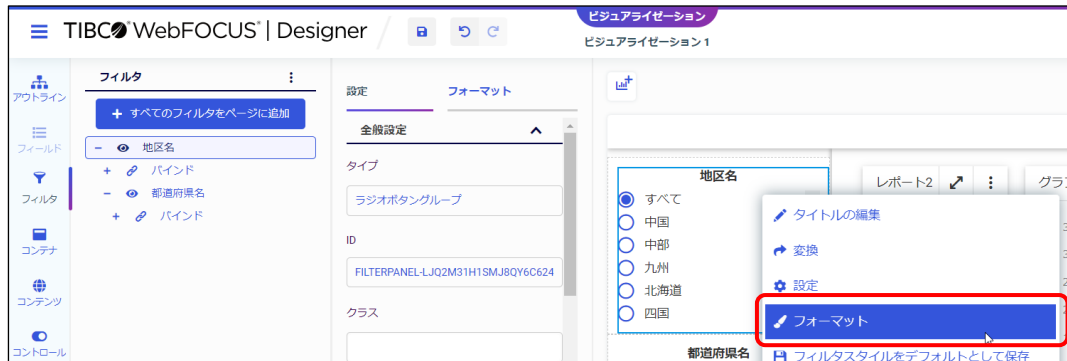 TIBCO WebFOCUS | Designer
ビジュアライゼーション
ビジュアライゼーション 1
アウトライン
フィールド
フィルタ
コンテナ
コンテンツ
コントロール
フィルタ
+ すべてのフィルタをページに追加
地区名
バインド
都道府県名
バインド
設定
フォーマット
全般設定
タイプ
ラジオボタングループ
ID
FILTERPANEL-LJQ2M31H1SMJ8QY6C624
クラス
地区名
すべて
中国
中部
九州
北海道
四国
都道府県名
レポート2
グラ
タイトルの編集
変換
設定
フォーマット
フィルタスタイルをデフォルトとして保存